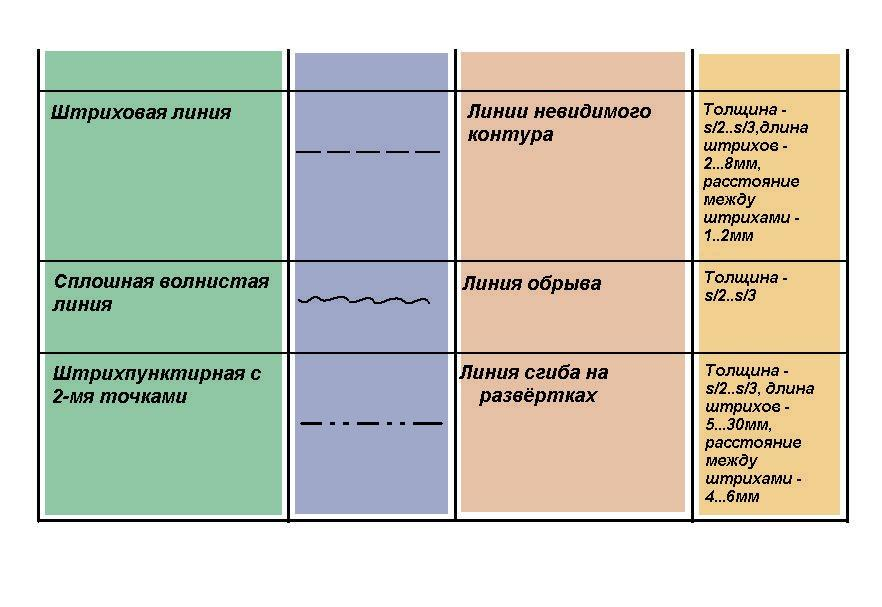 Штриховая линия
Линии невидимого
контура
Толщина -
s/2..s/3,длина
штрихов -
2...8мм,
расстояние
между
штрихами -
1..2мм
Сплошная волнистая
линия
Линия обрыва
Толщина -
s/2..s/3
Штрихпунктирная с
2-мя точками
Линия сгиба на
развёртках
Толщина -
s/2..s/3, длина
штрихов -
5...30мм,
расстояние
между
штрихами -
4...6мм